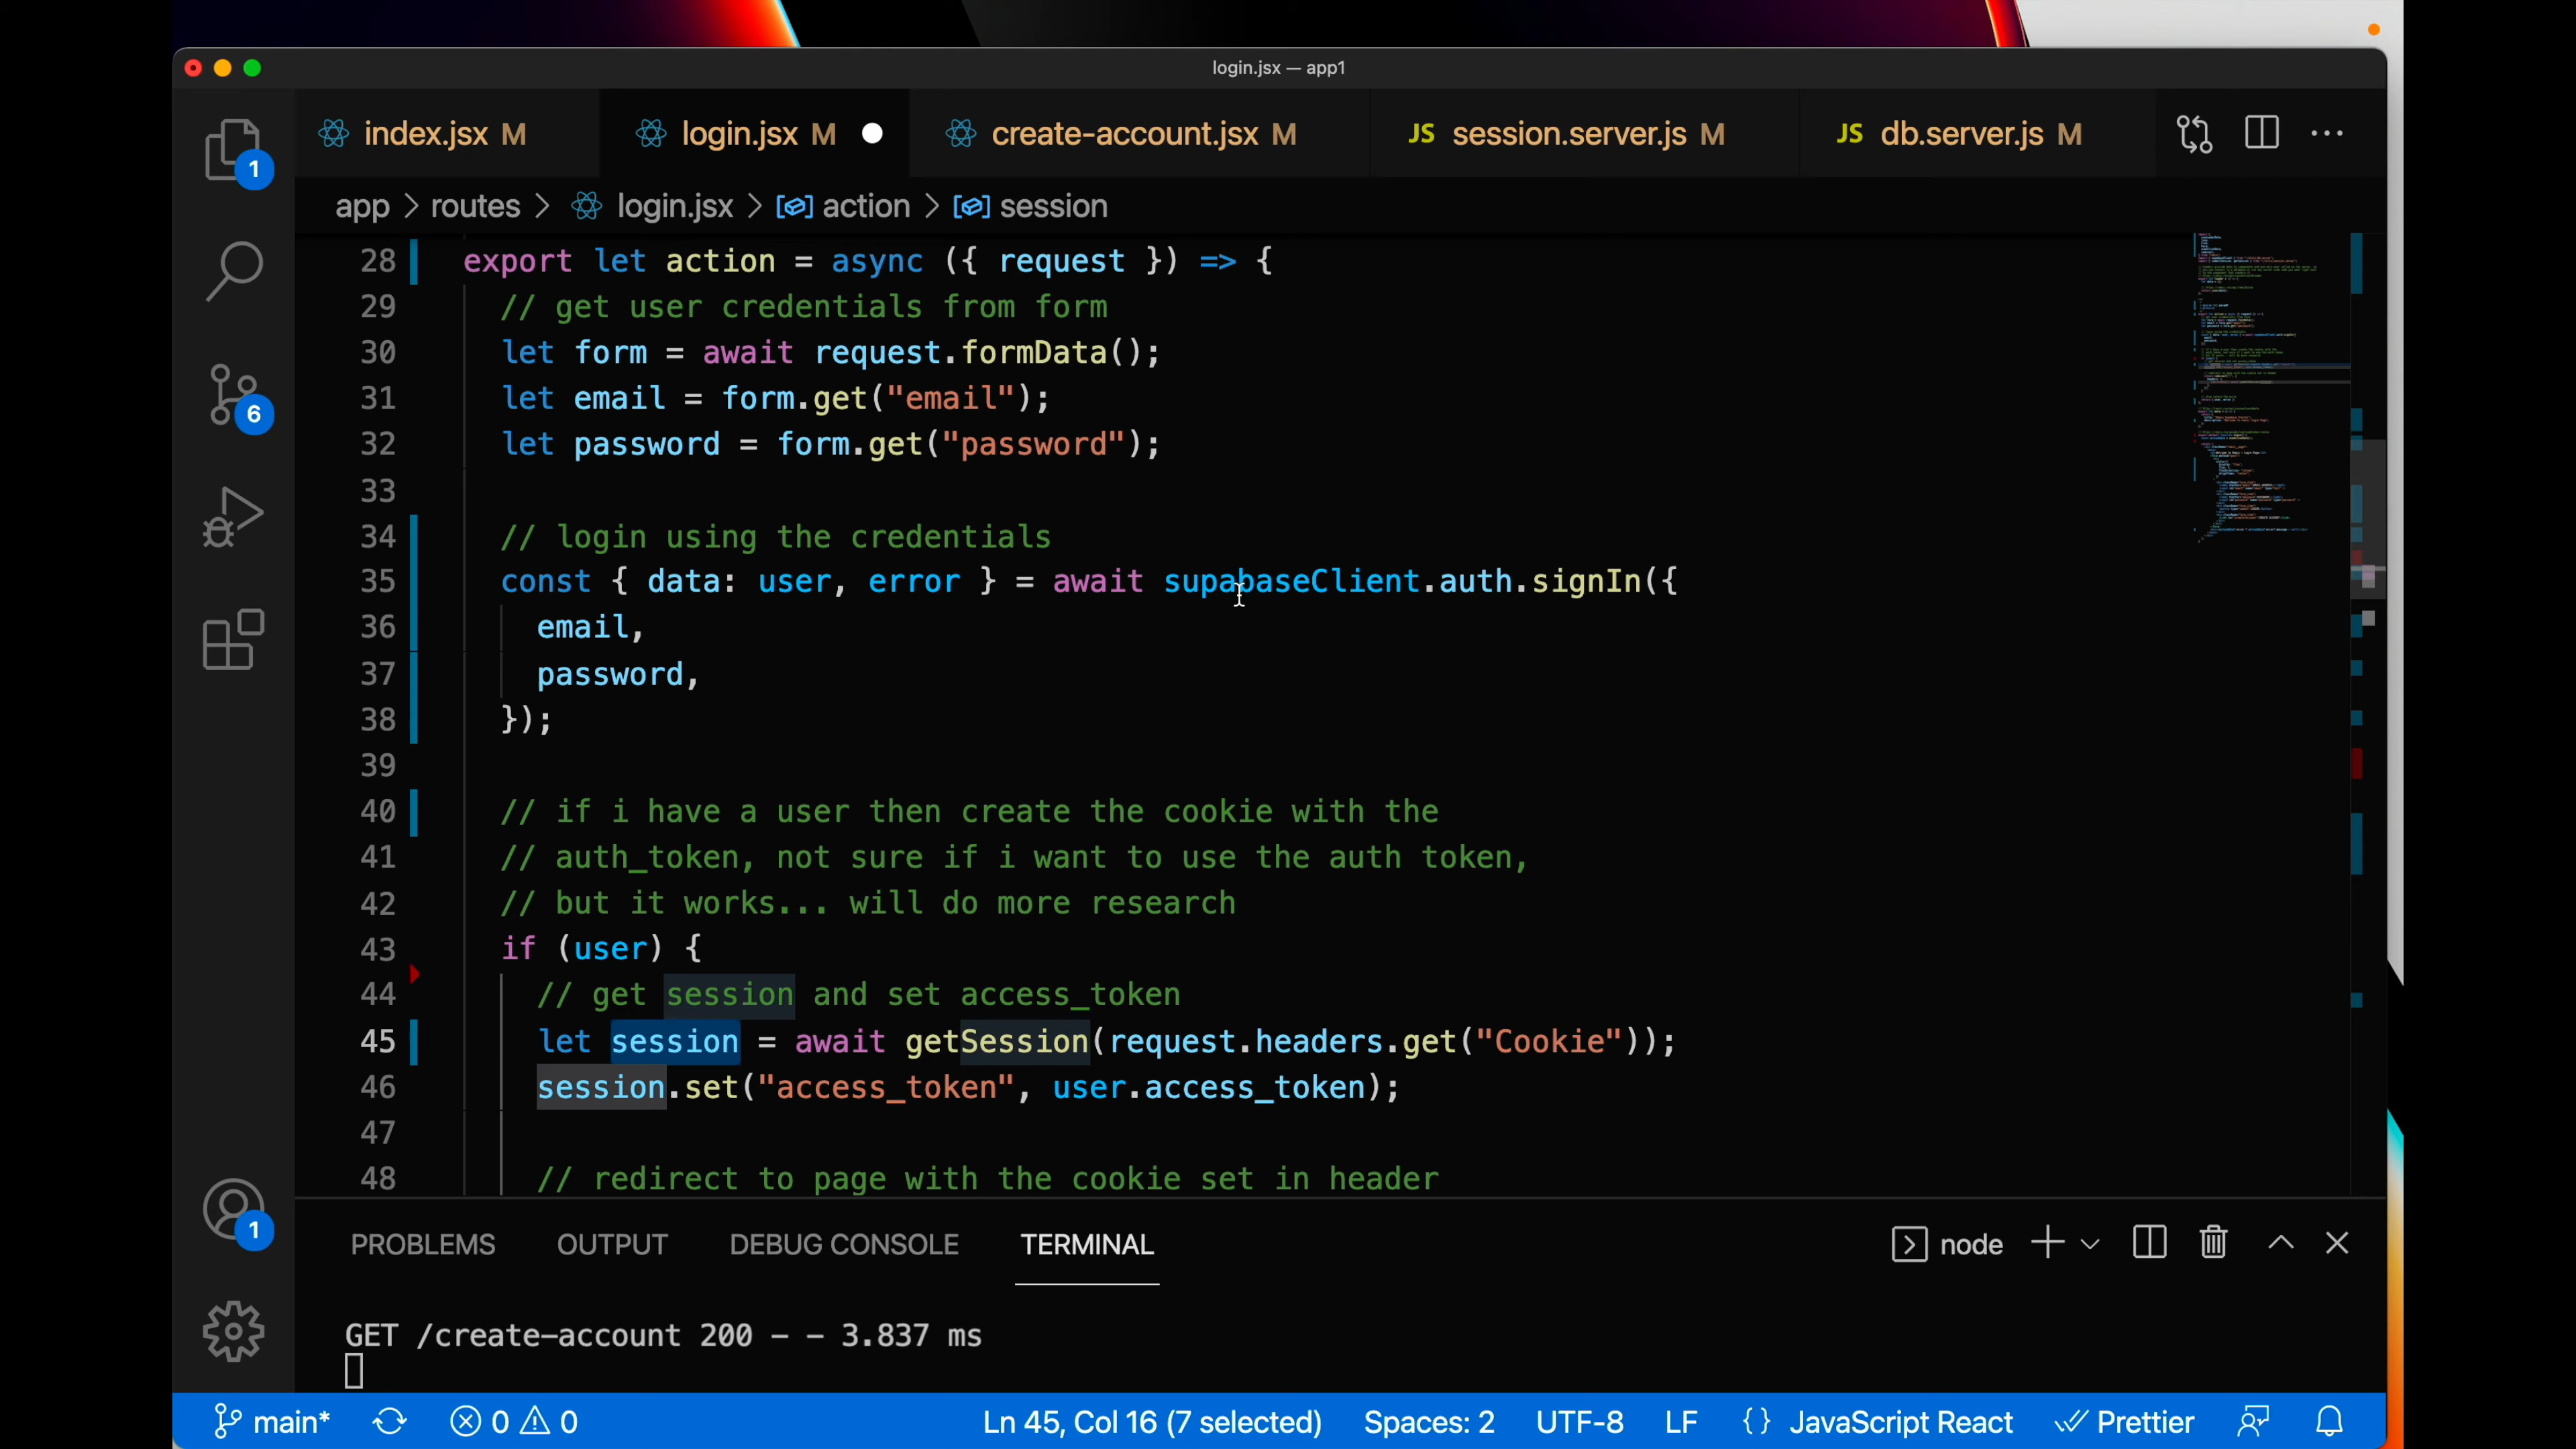 login.jsx — app1
index.jsx M
login.jsx M
create-account.jsx M
JS session.server.js M
JS db.server.js M
app > routes > login.jsx > action > session
28 export let action = async ({ request }) => {
29 // get user credentials from form
30 let form = await request.formData();
31 let email = form.get("email");
32 let password = form.get("password");
33
34 // login using the credentials
35 const { data: user, error } = await supabaseClient.auth.signIn({
36 email,
37 password,
38 });
39
40 // if i have a user then create the cookie with the
41 // auth_token, not sure if i want to use the auth token,
42 // but it works... will do more research
43 if (user) {
44 // get session and set access_token
45 let session = await getSession(request.headers.get("Cookie"));
46 session.set("access_token", user.access_token);
47
48 // redirect to page with the cookie set in header
1
6
1
PROBLEMS OUTPUT DEBUG CONSOLE TERMINAL
node
GET /create-account 200 - - 3.837 ms
main* 0 0 Ln 45, Col 16 (7 selected) Spaces: 2 UTF-8 LF {} JavaScript React Prettier